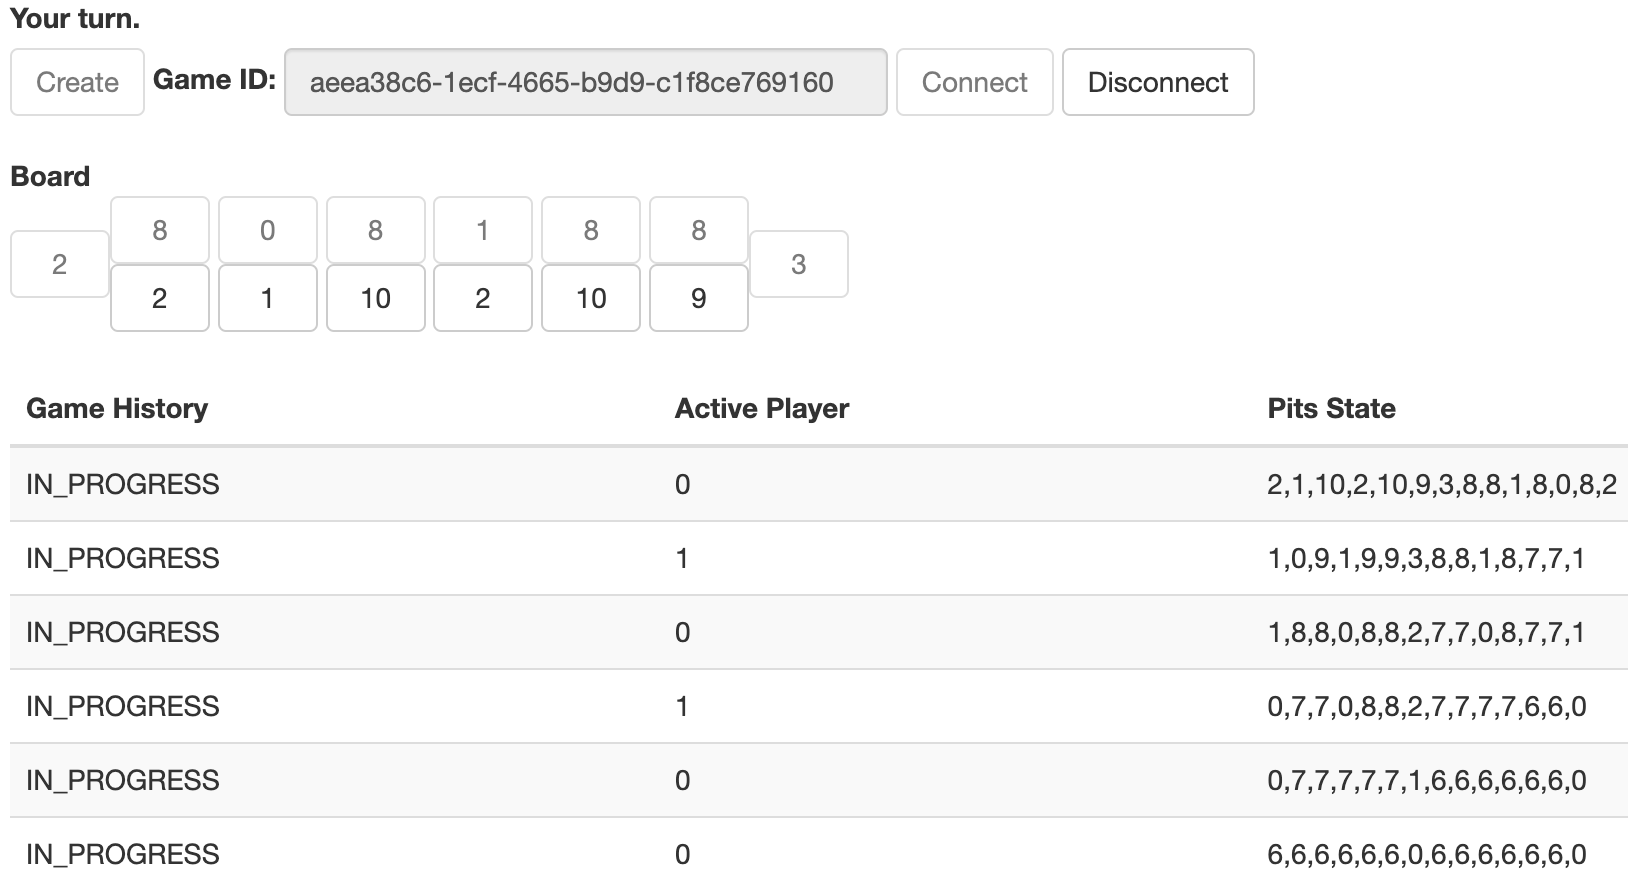 Your turn.
Create Game ID: aeea38c6-1ecf-4665-b9d9-c1f8ce769160 Connect Disconnect
Board
8 0 8 1 8 8
2 3
2 1 10 2 10 9
Game History Active Player Pits State
IN_PROGRESS 0 2,1,10,2,10,9,3,8,8,1,8,0,8,2
IN_PROGRESS 1 1,0,9,1,9,9,3,8,8,1,8,7,7,1
IN_PROGRESS 0 1,8,8,0,8,8,2,7,7,0,8,7,7,1
IN_PROGRESS 1 0,7,7,0,8,8,2,7,7,7,7,6,6,0
IN_PROGRESS 0 0,7,7,7,7,7,1,6,6,6,6,6,6,0
IN_PROGRESS 0 6,6,6,6,6,6,0,6,6,6,6,6,6,0